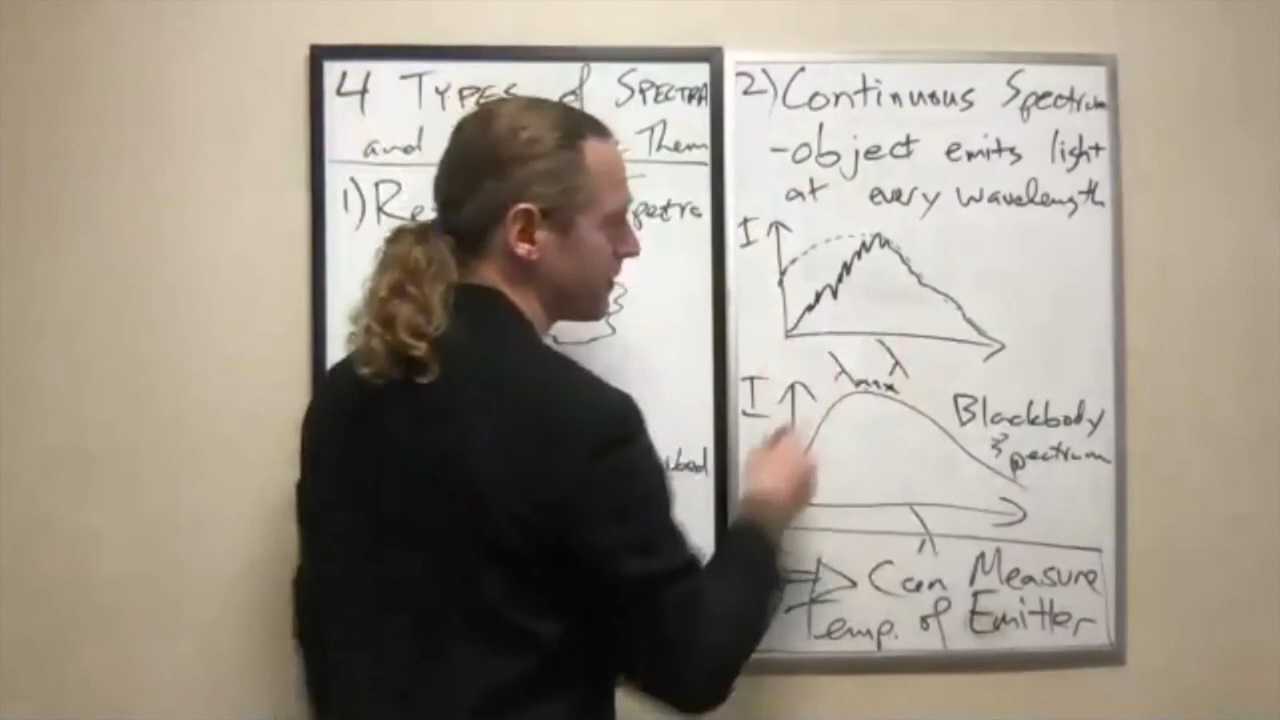 4 TYPES of SPECTRA
and Them
1) Re
2) Continuous Spectrum
-object emits light
at every wavelength
I
λ
λmax
I
Blackbody
Spectrum
λ
⇒ Can Measure
Temp. of Emitter